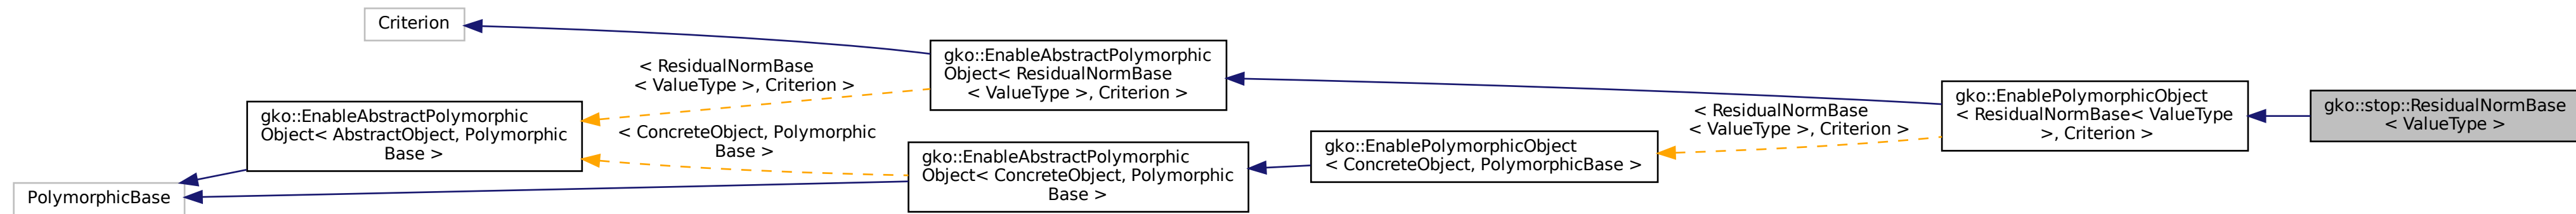 Criterion
gko::EnableAbstractPolymorphic
Object< ResidualNormBase
< ValueType >, Criterion >
< ResidualNormBase
< ValueType >, Criterion >
gko::EnablePolymorphicObject
< ResidualNormBase< ValueType
>, Criterion >
gko::stop::ResidualNormBase
< ValueType >
gko::EnableAbstractPolymorphic
Object< AbstractObject, Polymorphic
Base >
< ConcreteObject, Polymorphic
Base >
< ResidualNormBase
< ValueType >, Criterion >
gko::EnablePolymorphicObject
< ConcreteObject, PolymorphicBase >
gko::EnableAbstractPolymorphic
Object< ConcreteObject, Polymorphic
Base >
PolymorphicBase